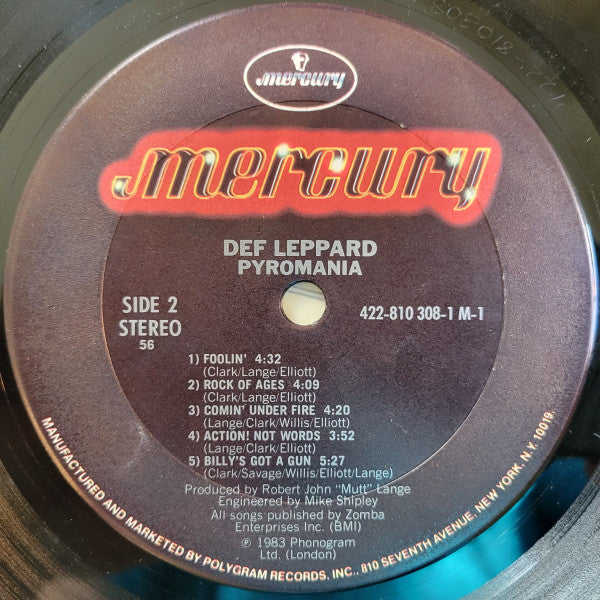 mercury
mercury
DEF LEPPARD
PYROMANIA
SIDE 2
STEREO
56
422-810 308-1 M-1
1) FOOLIN' 4:32
(Clark/Lange/Elliott)
2) ROCK OF AGES 4:09
(Clark/Lange/Elliott)
3) COMIN' UNDER FIRE 4:20
(Lange/Clark/Willis/Elliott)
4) ACTION! NOT WORDS 3:52
(Lange/Clark/Elliott)
5) BILLY'S GOT A GUN 5:27
(Clark/Savage/Willis/Elliott/Lange)
Produced by Robert John "Mutt" Lange
Engineered by Mike Shipley
All songs published by Zomba
Enterprises Inc. (BMI)
℗ 1983 Phonogram
Ltd. (London)
MANUFACTURED AND MARKETED BY POLYGRAM RECORDS, INC., 810 SEVENTH AVENUE, NEW YORK, N.Y. 10019.